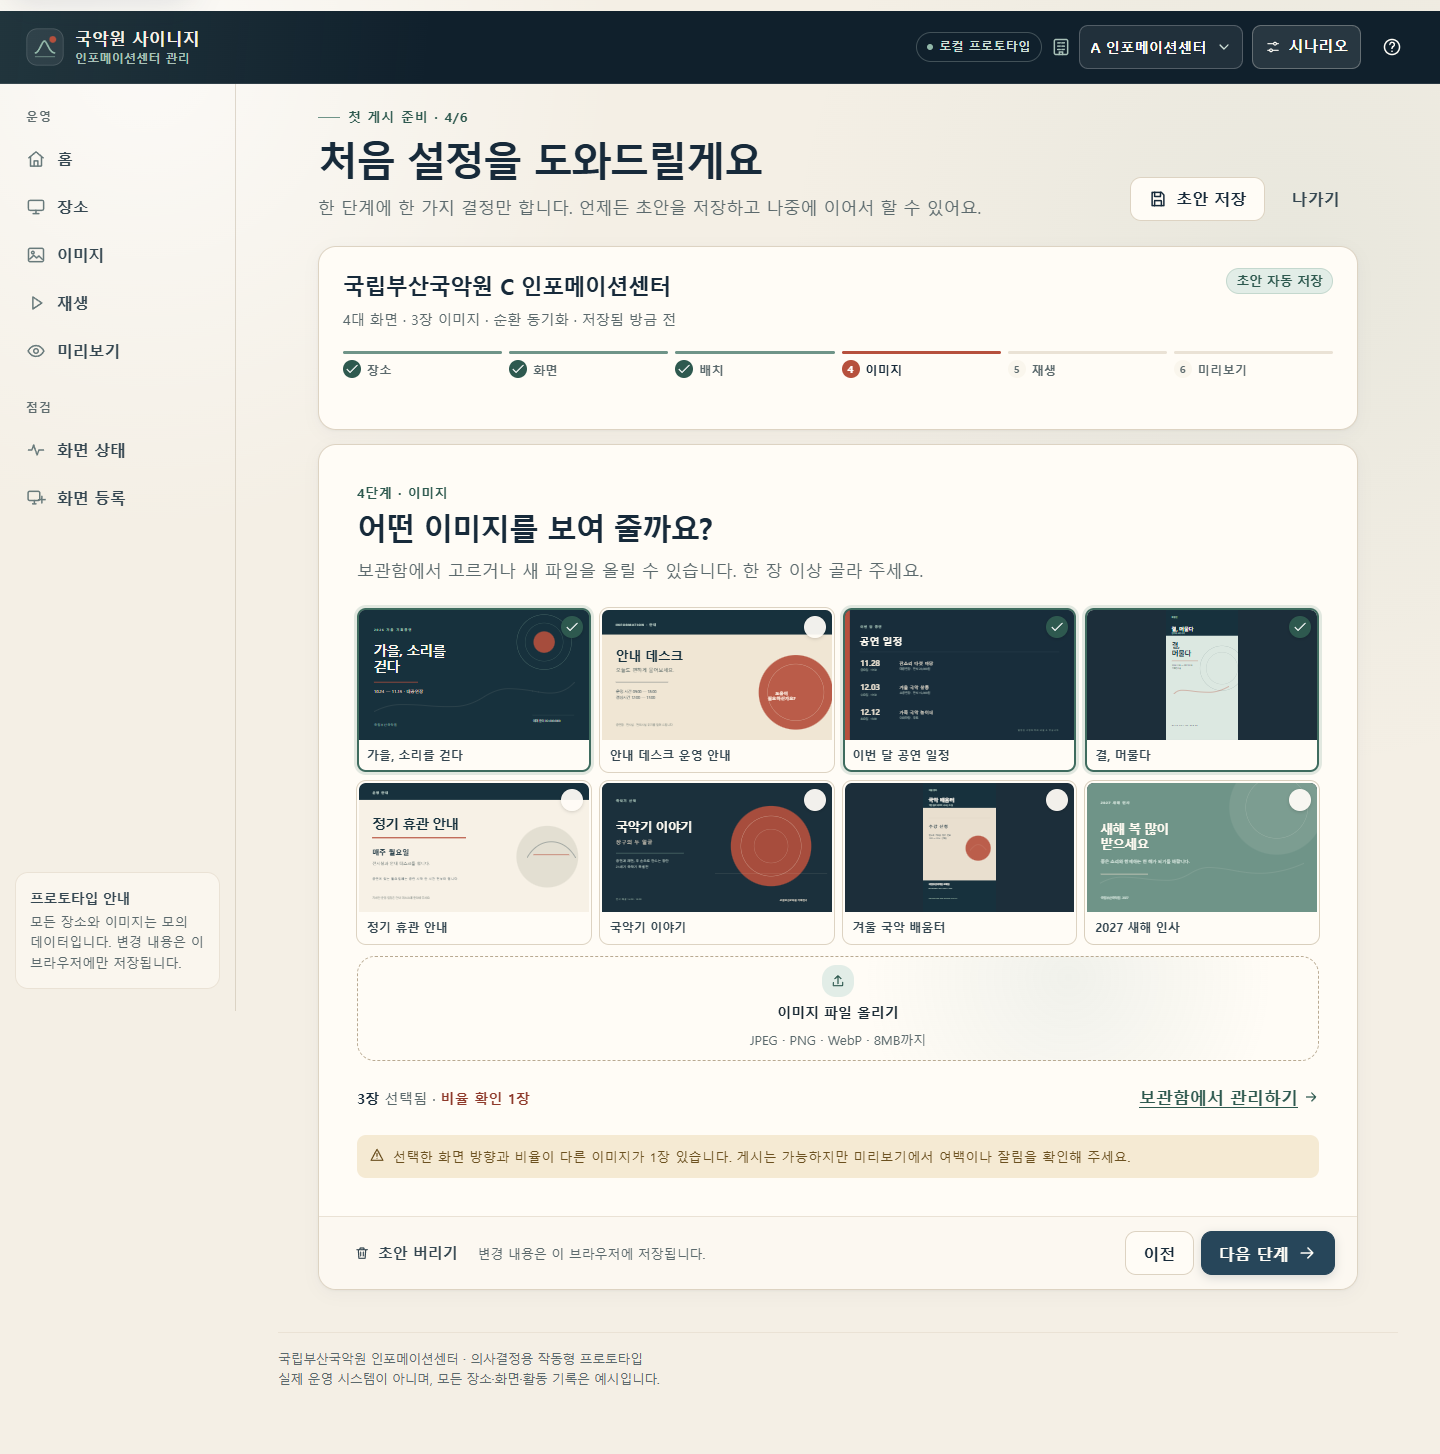 국악원 사이니지
인포메이션센터 관리
로컬 프로토타입
A 인포메이션센터
시나리오
운영
홈
장소
이미지
재생
미리보기
점검
화면 상태
화면 등록
프로토타입 안내
모든 장소와 이미지는 모의
데이터입니다. 변경 내용은 이
브라우저에만 저장됩니다.
첫 게시 준비 · 4/6
처음 설정을 도와드릴게요
한 단계에 한 가지 결정만 합니다. 언제든 초안을 저장하고 나중에 이어서 할 수 있어요.
초안 저장
나가기
국립부산국악원 C 인포메이션센터
초안 자동 저장
4대 화면 · 3장 이미지 · 순환 동기화 · 저장됨 방금 전
장소
화면
배치
4 이미지
5 재생
6 미리보기
4단계 · 이미지
어떤 이미지를 보여 줄까요?
보관함에서 고르거나 새 파일을 올릴 수 있습니다. 한 장 이상 골라 주세요.
가을, 소리를
걷다
가을, 소리를 걷다
안내 데스크
안내 데스크 운영 안내
공연 일정
11.28
12.03
12.12
이번 달 공연 일정
결, 머물다
결,
머물다
결, 머물다
정기 휴관 안내
매주 월요일
정기 휴관 안내
국악기 이야기
장구의 두 얼굴
국악기 이야기
국악 배움터
겨울 국악 배움터
새해 복 많이
받으세요
2027 새해 인사
이미지 파일 올리기
JPEG · PNG · WebP · 8MB까지
3장 선택됨 · 비율 확인 1장
보관함에서 관리하기
선택한 화면 방향과 비율이 다른 이미지가 1장 있습니다. 게시는 가능하지만 미리보기에서 여백이나 잘림을 확인해 주세요.
초안 버리기
변경 내용은 이 브라우저에 저장됩니다.
이전
다음 단계
국립부산국악원 인포메이션센터 · 의사결정용 작동형 프로토타입
실제 운영 시스템이 아니며, 모든 장소·화면·활동 기록은 예시입니다.